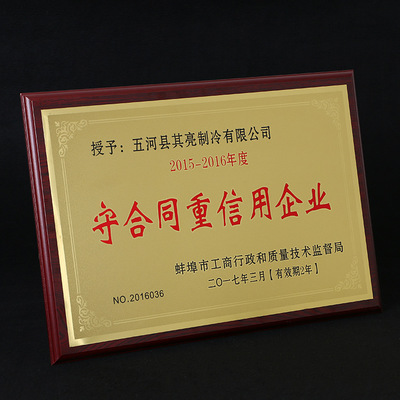 授予：五河县其亮制冷有限公司
2015-2016年度
守合同重信用企业
蚌埠市工商行政和质量技术监督局
二〇一七年三月【有效期2年】
NO.2016036